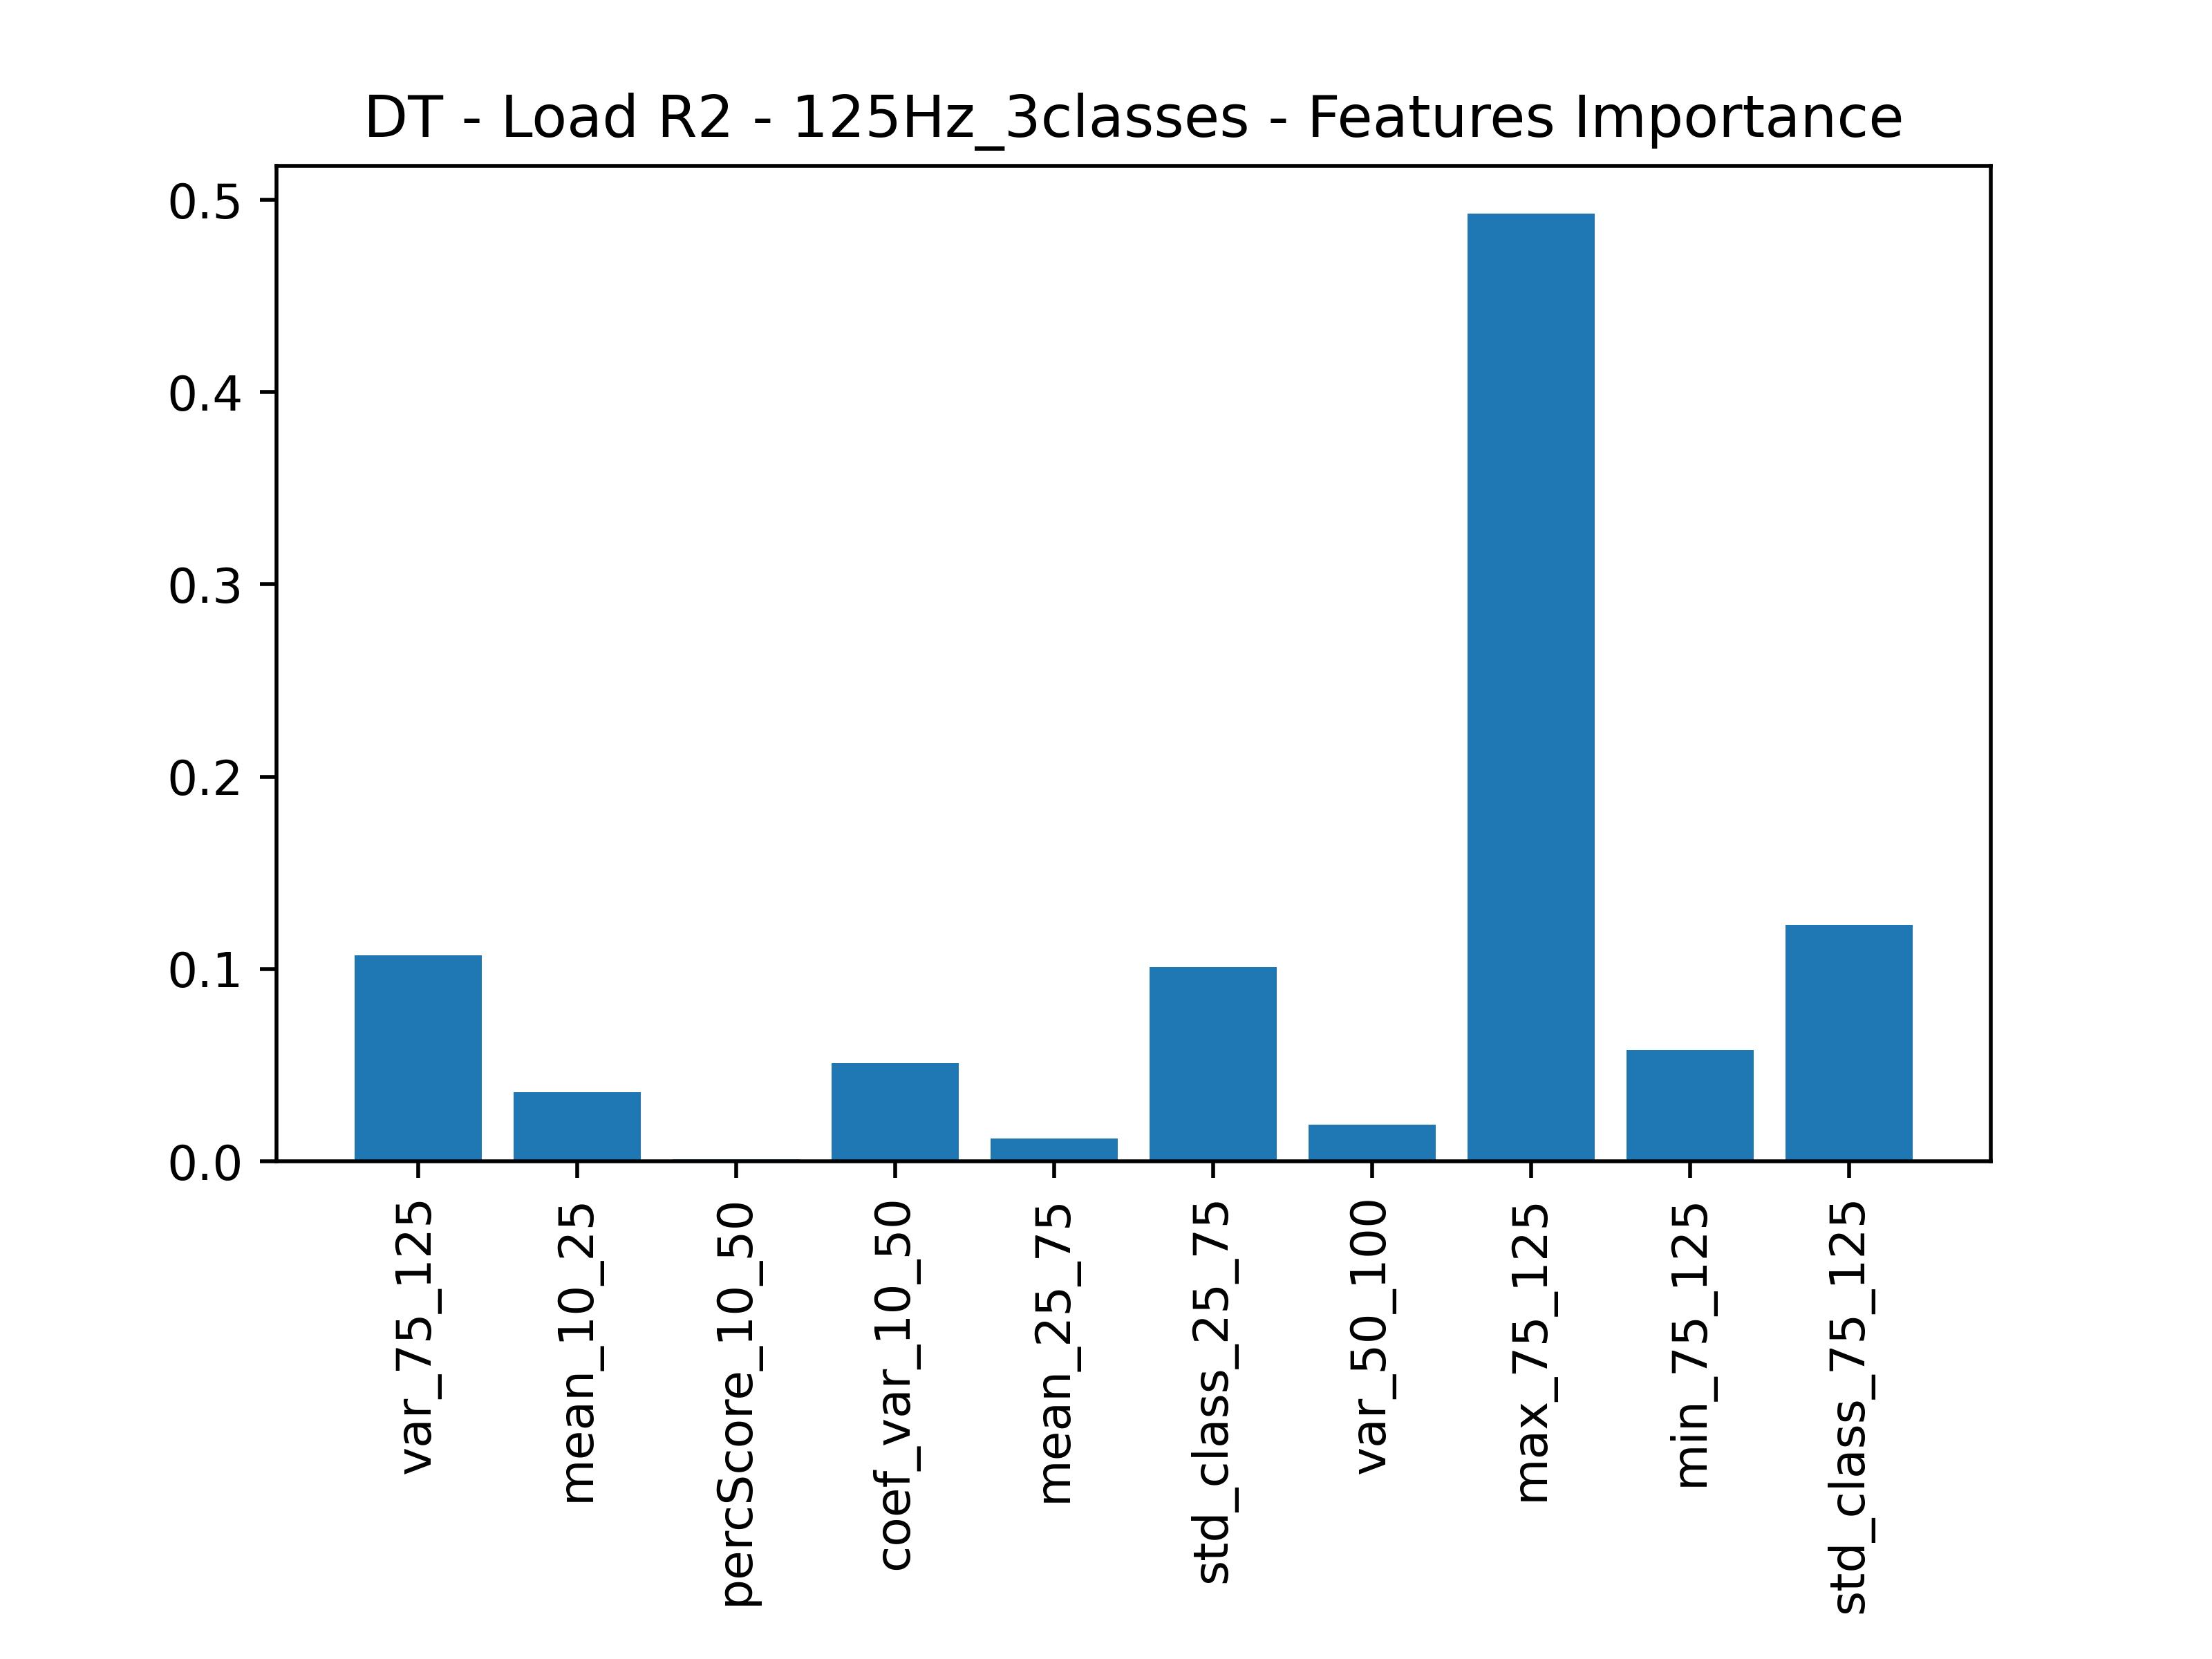 DT - Load R2 - 125Hz_3classes - Features Importance
0.5
0.4
0.3
0.2
0.1
0.0
var_75_125
mean_10_25
percScore_10_50
coef_var_10_50
mean_25_75
std_class_25_75
var_50_100
max_75_125
min_75_125
std_class_75_125